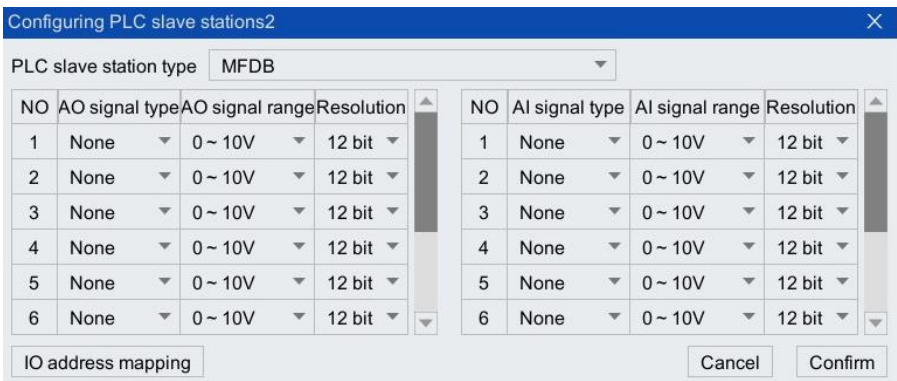 Configuring PLC slave stations2 X
PLC slave station type MFDB
NO AO signal type AO signal range Resolution NO AI signal type AI signal range Resolution
1 None 0 ~ 10V 12 bit 1 None 0 ~ 10V 12 bit
2 None 0 ~ 10V 12 bit 2 None 0 ~ 10V 12 bit
3 None 0 ~ 10V 12 bit 3 None 0 ~ 10V 12 bit
4 None 0 ~ 10V 12 bit 4 None 0 ~ 10V 12 bit
5 None 0 ~ 10V 12 bit 5 None 0 ~ 10V 12 bit
6 None 0 ~ 10V 12 bit 6 None 0 ~ 10V 12 bit
IO address mapping Cancel Confirm